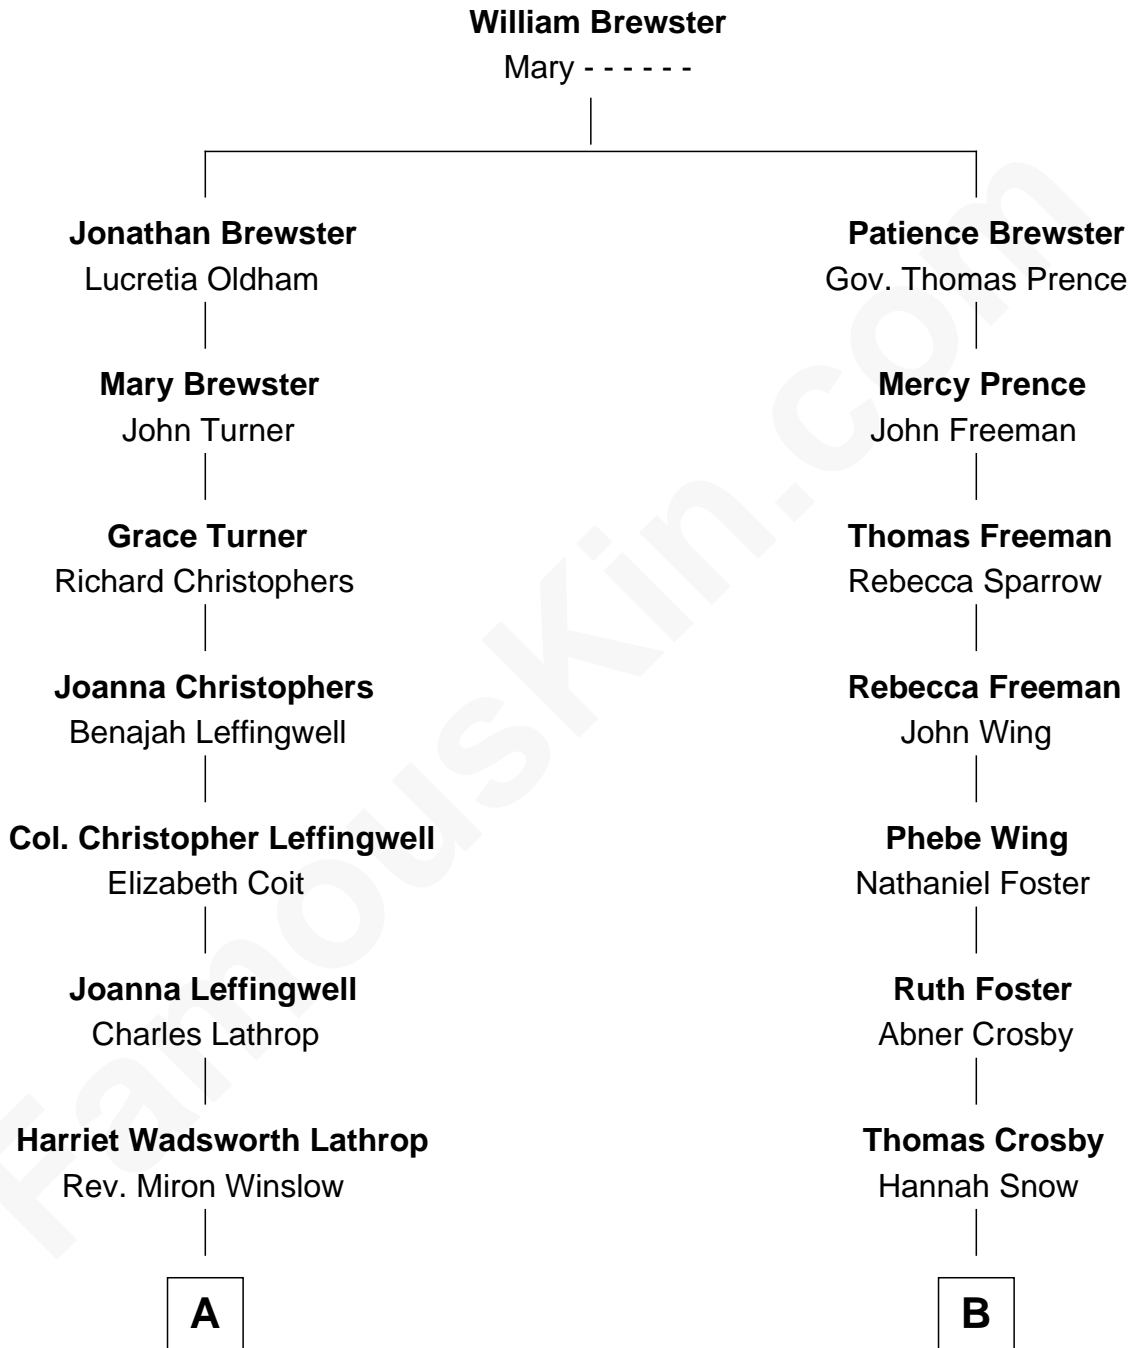 William Brewster
Mary - - - - - -
Jonathan Brewster
Lucretia Oldham
Patience Brewster
Gov. Thomas Prence
Mary Brewster
John Turner
Mercy Prence
John Freeman
Grace Turner
Richard Christophers
Thomas Freeman
Rebecca Sparrow
Joanna Christophers
Benajah Leffingwell
Rebecca Freeman
John Wing
Col. Christopher Leffingwell
Elizabeth Coit
Phebe Wing
Nathaniel Foster
Joanna Leffingwell
Charles Lathrop
Ruth Foster
Abner Crosby
Harriet Wadsworth Lathrop
Rev. Miron Winslow
Thomas Crosby
Hannah Snow
A
B
FamousKin.com